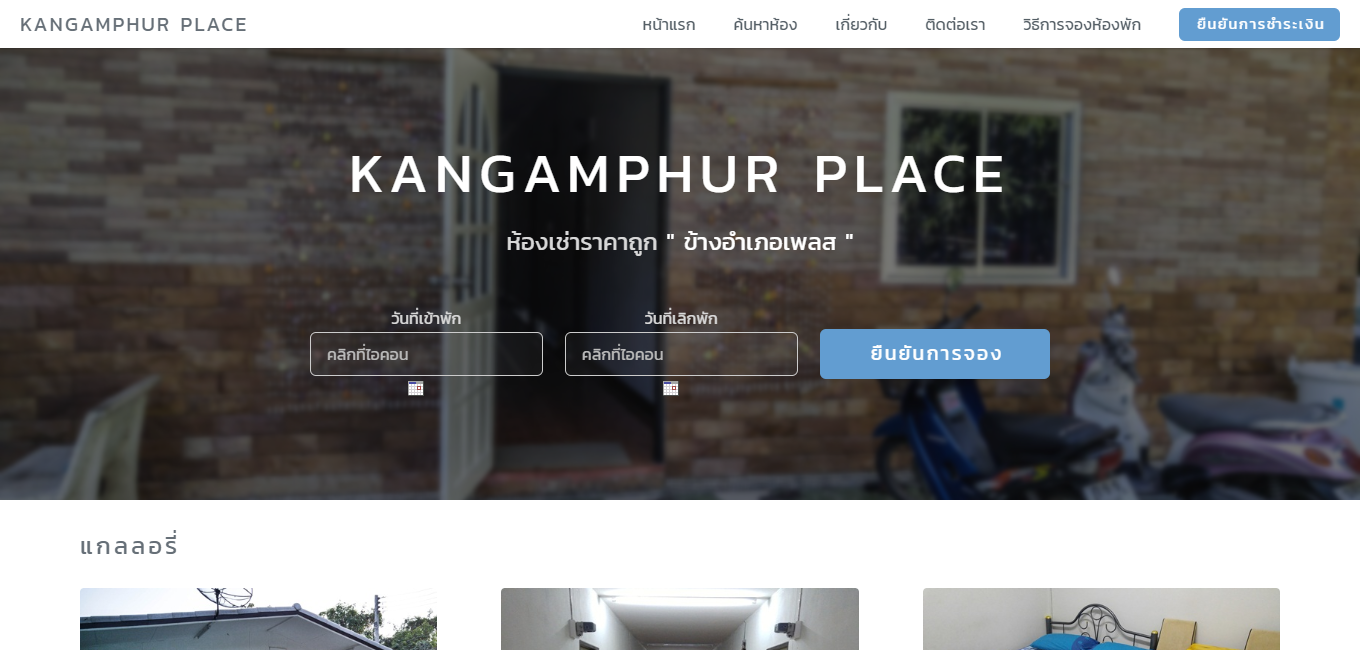 KANGAMPHUR PLACE
หน้าแรก
ค้นหาห้อง
เกี่ยวกับ
ติดต่อเรา
วิธีการจองห้องพัก
ยืนยันการชำระเงิน
KANGAMPHUR PLACE
ห้องเช่าราคาถูก " ข้างอำเภอเพลส "
วันที่เข้าพัก
วันที่เลิกพัก
คลิกที่ไอคอน
คลิกที่ไอคอน
ยืนยันการจอง
แกลลอรี่